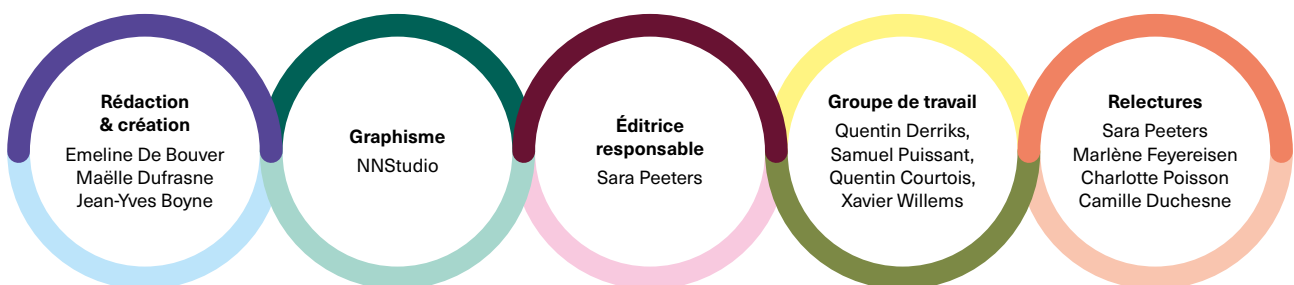 Rédaction
& création
Emeline De Bouver
Maëlle Dufrasne
Jean-Yves Boyne
Graphisme
NNStudio
Éditrice
responsable
Sara Peeters
Groupe de travail
Quentin Derriks,
Samuel Puissant,
Quentin Courtois,
Xavier Willems
Relectures
Sara Peeters
Marlène Feyereisen
Charlotte Poisson
Camille Duchesne